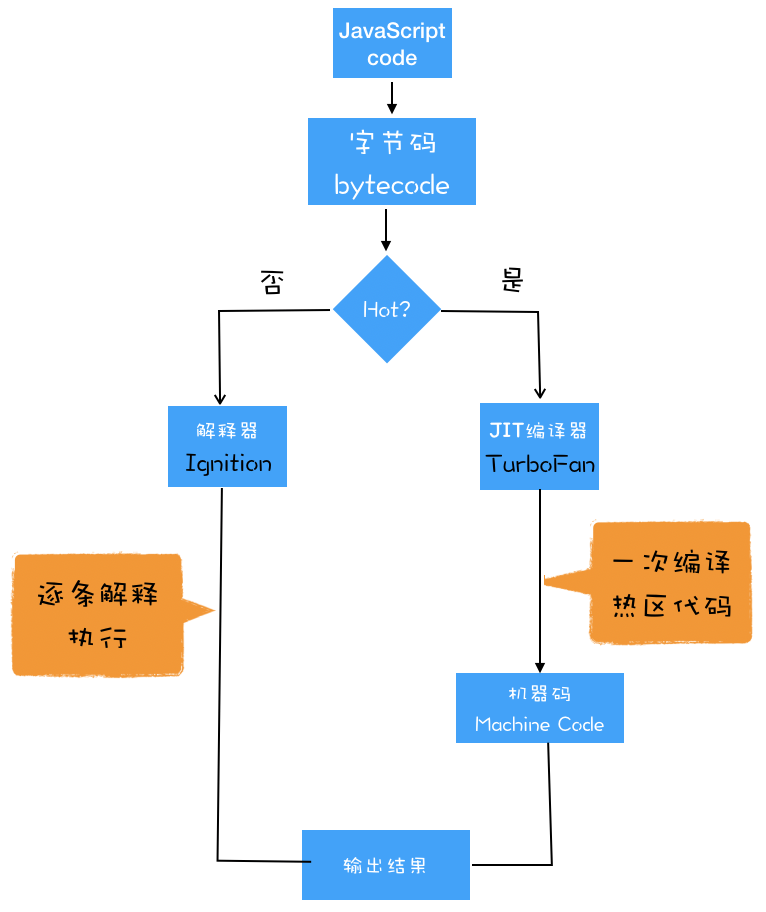 JavaScript
code
字节码
bytecode
否
是
Hot?
解释器
Ignition
JIT编译器
TurboFan
逐条解释
执行
一次编译
热区代码
机器码
Machine Code
输出结果